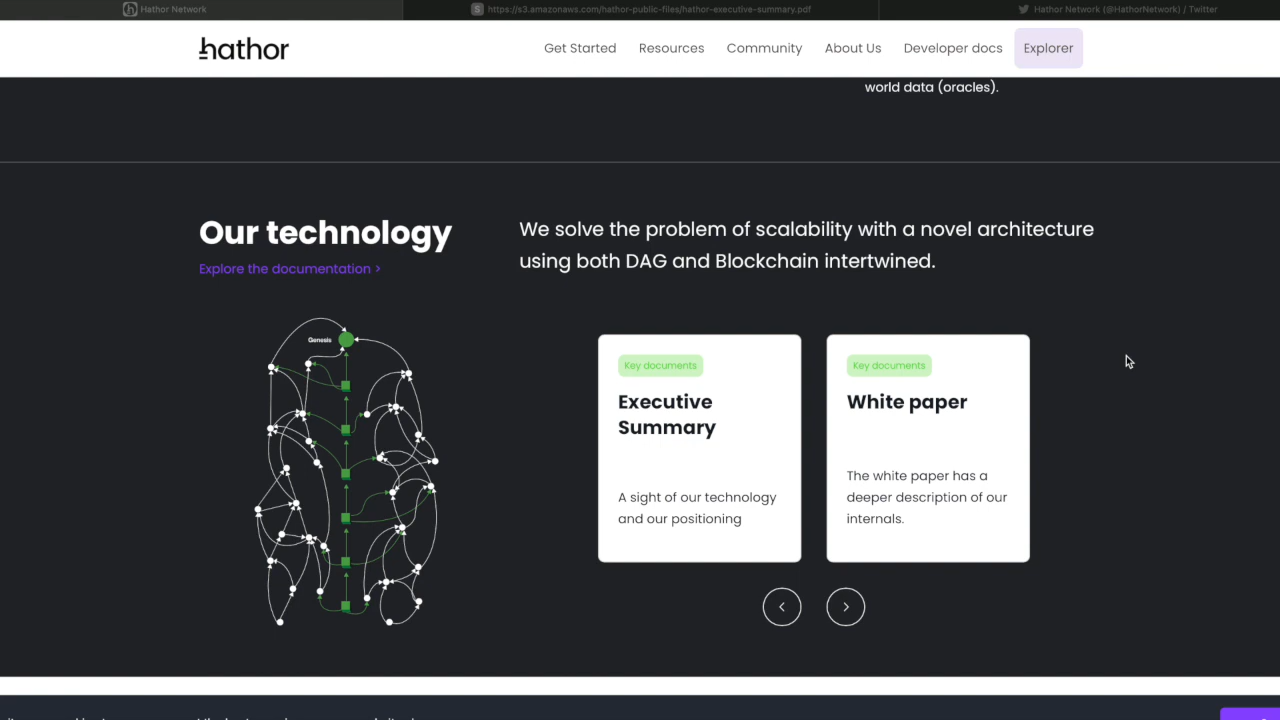 Hathor Network
https://s3.amazonaws.com/hathor-public-files/hathor-executive-summary.pdf
Hathor Network (@HathorNetwork) / Twitter
hathor
Get Started
Resources
Community
About Us
Developer docs
Explorer
world data (oracles).
Our technology
Explore the documentation >
We solve the problem of scalability with a novel architecture
using both DAG and Blockchain intertwined.
Genesis
Key documents
Executive
Summary
A sight of our technology
and our positioning
Key documents
White paper
The white paper has a
deeper description of our
internals.